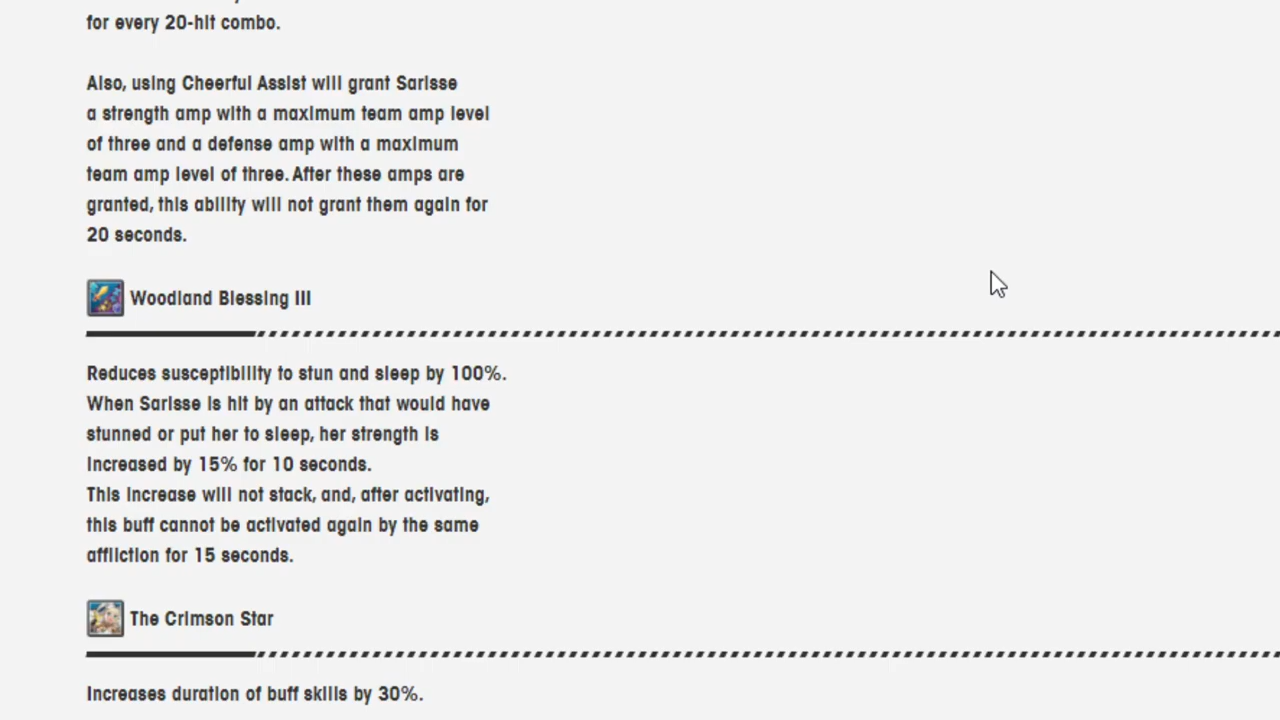 for every 20-hit combo.
Also, using Cheerful Assist will grant Sarisse
a strength amp with a maximum team amp level
of three and a defense amp with a maximum
team amp level of three. After these amps are
granted, this ability will not grant them again for
20 seconds.
Woodland Blessing III
Reduces susceptibility to stun and sleep by 100%.
When Sarisse is hit by an attack that would have
stunned or put her to sleep, her strength is
increased by 15% for 10 seconds.
This increase will not stack, and, after activating,
this buff cannot be activated again by the same
affliction for 15 seconds.
The Crimson Star
Increases duration of buff skills by 30%.